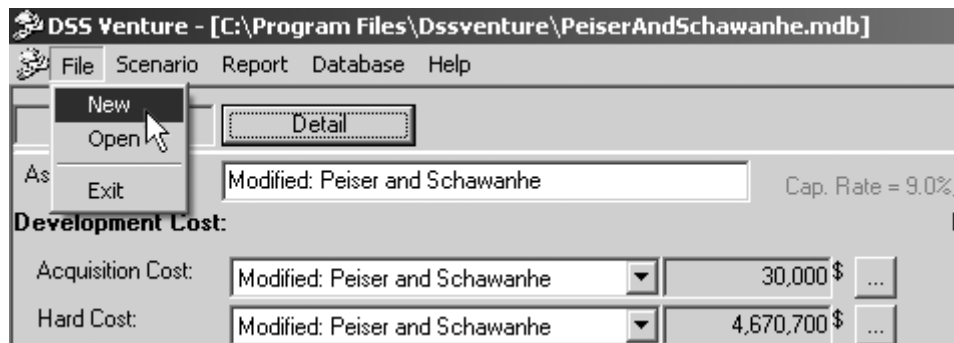 DSS Venture - [C:\Program Files\Dssventure\PeiserAndSchawanhe.mdb]
File Scenario Report Database Help
New
Open
Exit
Detail
As
Modified: Peiser and Schawanhe
Cap. Rate = 9.0%,
Development Cost:
Acquisition Cost: Modified: Peiser and Schawanhe 30,000 $ ...
Hard Cost: Modified: Peiser and Schawanhe 4,670,700 $ ...